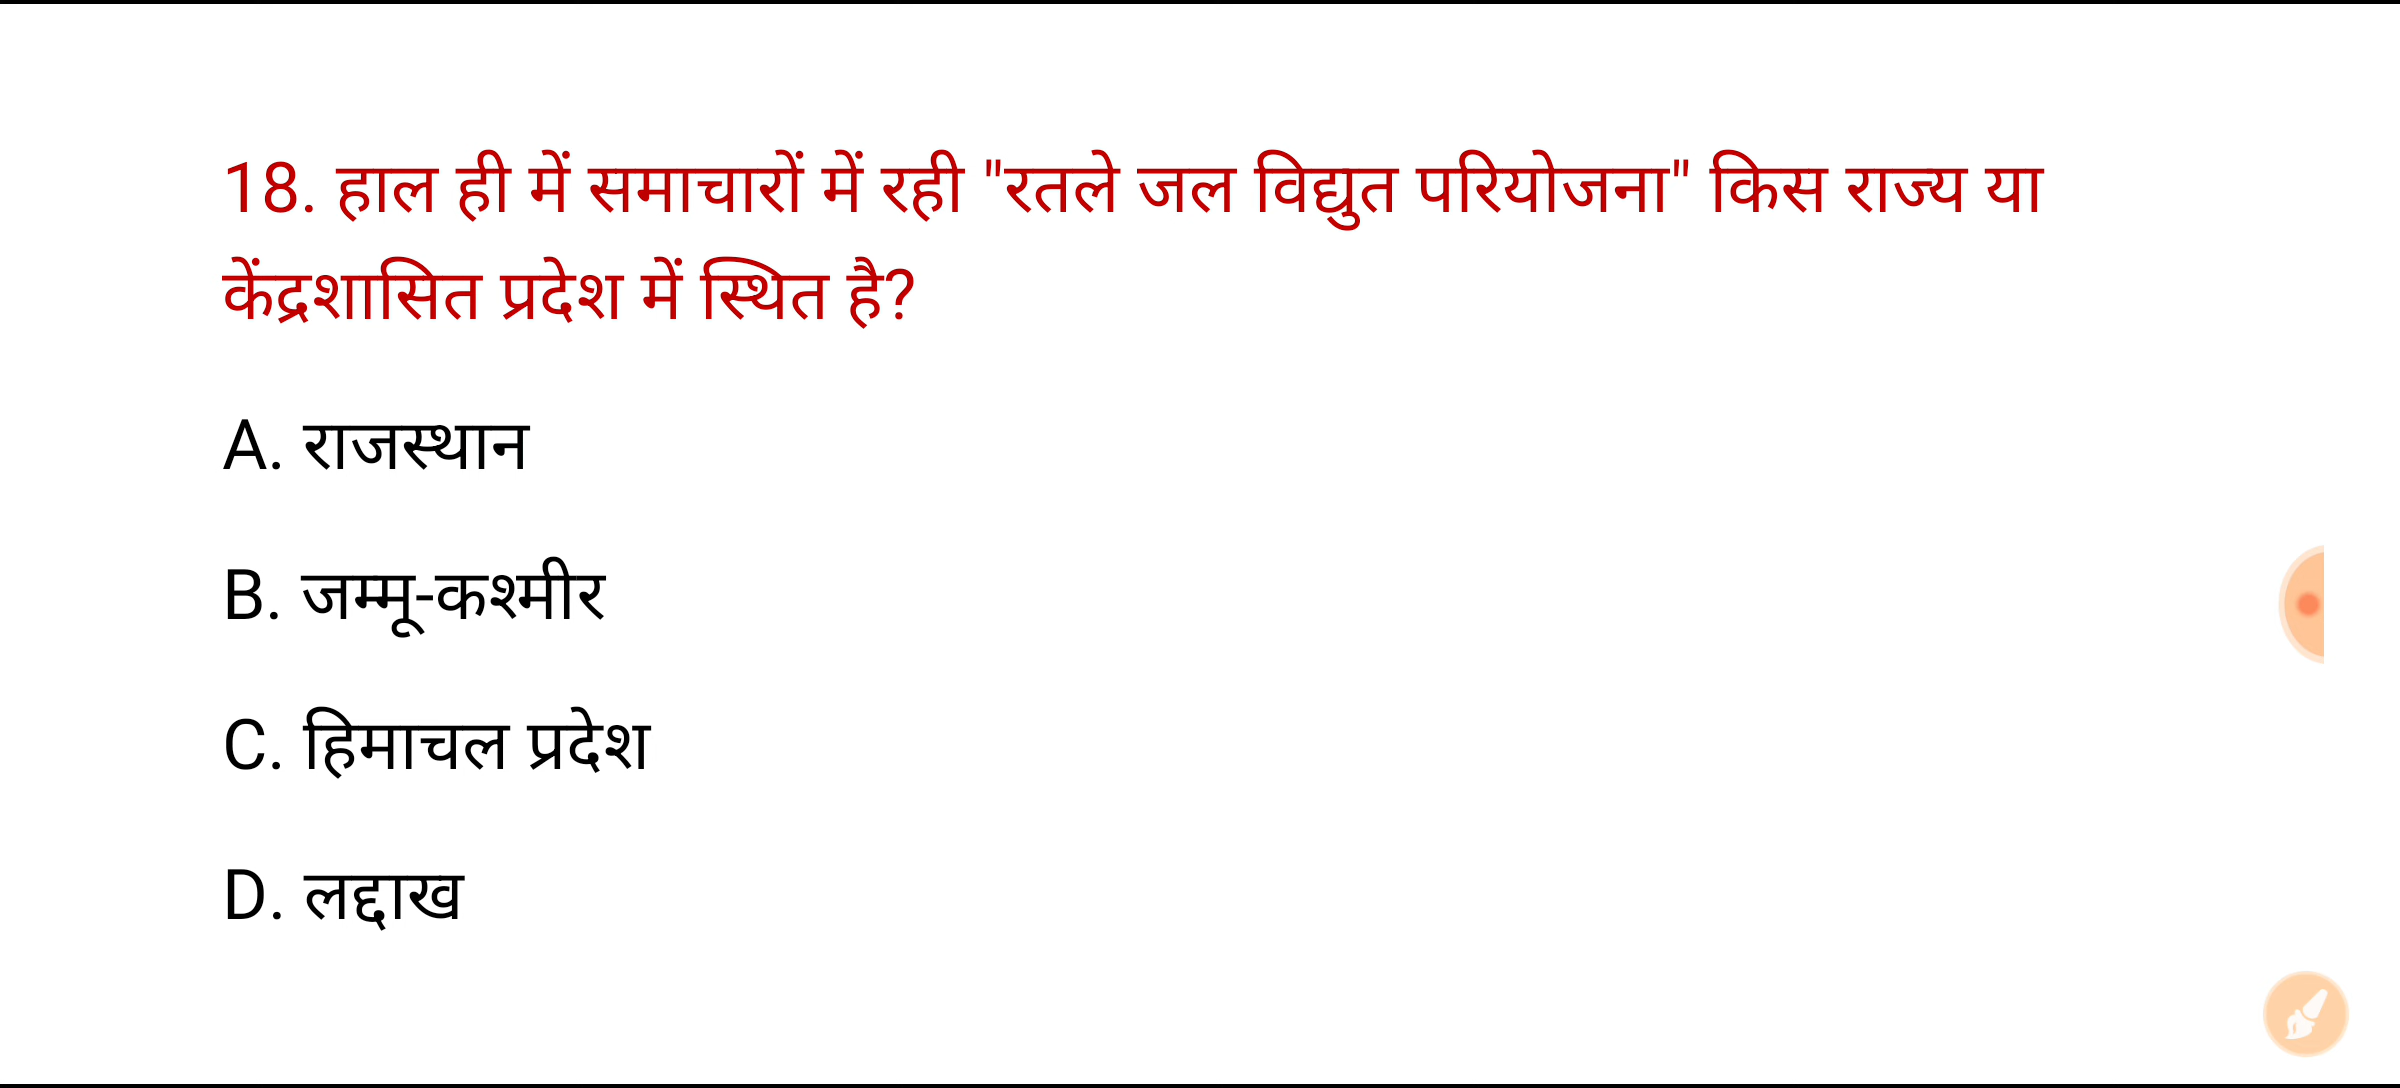 18. हाल ही में समाचारों में रही "रतले जल विद्युत परियोजना" किस राज्य या
केंद्रशासित प्रदेश में स्थित है?
A. राजस्थान
B. जम्मू-कश्मीर
C. हिमाचल प्रदेश
D. लद्दाख